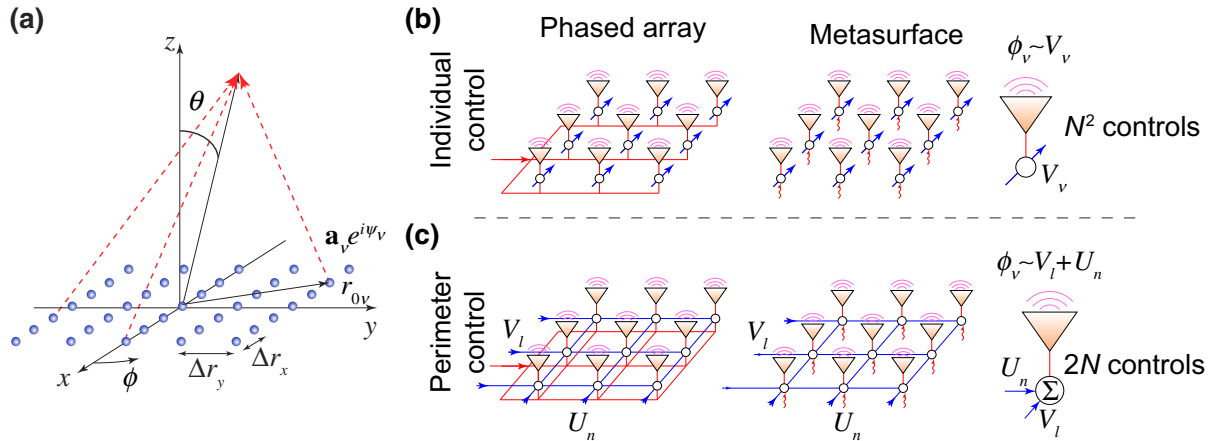 (a)
z
θ
a_ν e^{iψ_ν}
r_{0ν}
y
x
ϕ
Δr_y
Δr_x
(b)
Phased array
Metasurface
Individual
control
ϕ_ν~V_ν
N² controls
V_ν
(c)
Perimeter
control
V_l
U_n
V_l
U_n
ϕ_ν~V_l+U_n
2N controls
U_n
Σ
V_l